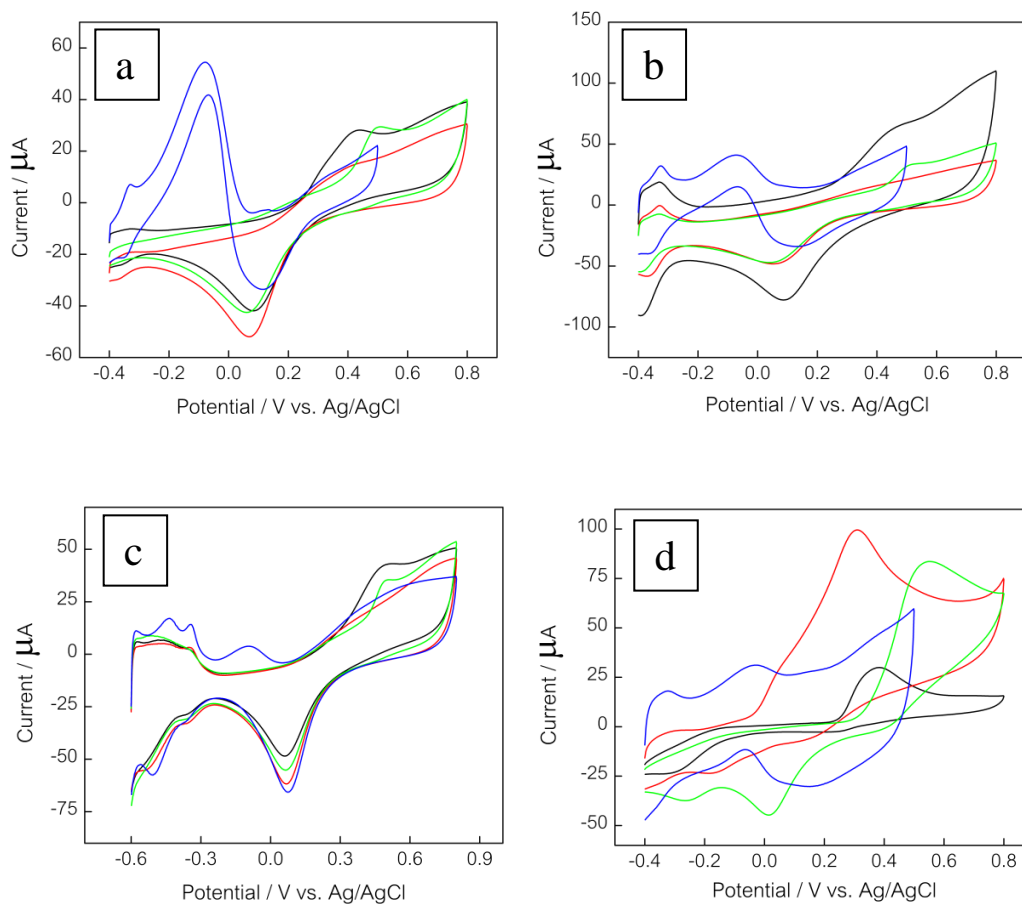 a
60
40
20
0
-20
-40
-60
Current / μA
-0.4 -0.2 0.0 0.2 0.4 0.6 0.8
Potential / V vs. Ag/AgCl
b
150
100
50
0
-50
-100
Current / μA
-0.4 -0.2 0.0 0.2 0.4 0.6 0.8
Potential / V vs. Ag/AgCl
c
50
25
0
-25
-50
-75
Current / μA
-0.6 -0.3 0.0 0.3 0.6 0.9
Potential / V vs. Ag/AgCl
d
100
75
50
25
0
-25
-50
Current / μA
-0.4 -0.2 0.0 0.2 0.4 0.6 0.8
Potential / V vs. Ag/AgCl